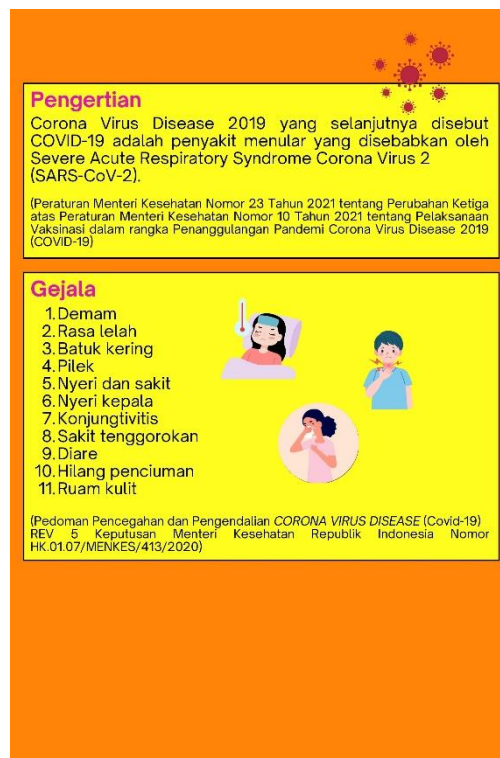 Pengertian
Corona Virus Disease 2019 yang selanjutnya disebut
COVID-19 adalah penyakit menular yang disebabkan oleh
Severe Acute Respiratory Syndrome Corona Virus 2
(SARS-CoV-2).
(Peraturan Menteri Kesehatan Nomor 23 Tahun 2021 tentang Perubahan Ketiga
atas Peraturan Menteri Kesehatan Nomor 10 Tahun 2021 tentang Pelaksanaan
Vaksinasi dalam rangka Penanggulangan Pandemi Corona Virus Disease 2019
(COVID-19)
Gejala
1. Demam
2. Rasa lelah
3. Batuk kering
4. Pilek
5. Nyeri dan sakit
6. Nyeri kepala
7. Konjungtivitis
8. Sakit tenggorokan
9. Diare
10. Hilang penciuman
11. Ruam kulit
(Pedoman Pencegahan dan Pengendalian CORONA VIRUS DISEASE (Covid-19)
REV 5 Keputusan Menteri Kesehatan Republik Indonesia Nomor
HK.01.07/MENKES/413/2020)